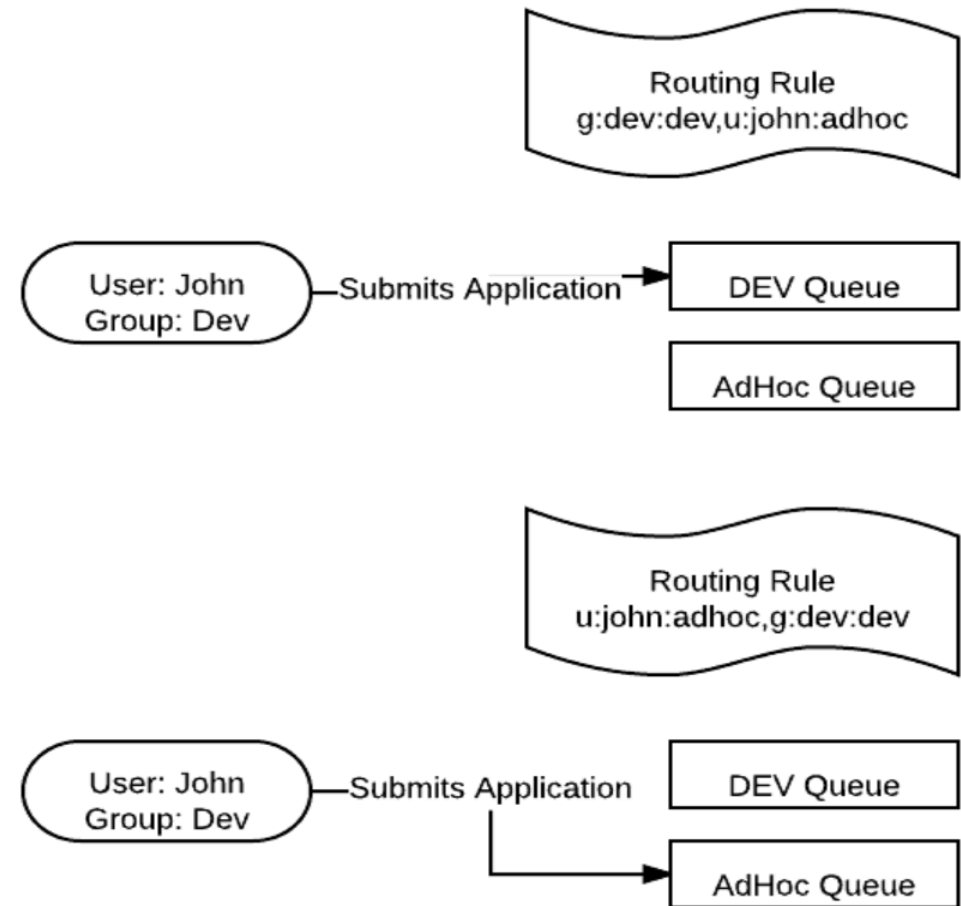 Routing Rule
g:dev:dev,u:john:adhoc
User: John
Group: Dev
Submits Application
DEV Queue
AdHoc Queue
Routing Rule
u:john:adhoc,g:dev:dev
User: John
Group: Dev
Submits Application
DEV Queue
AdHoc Queue